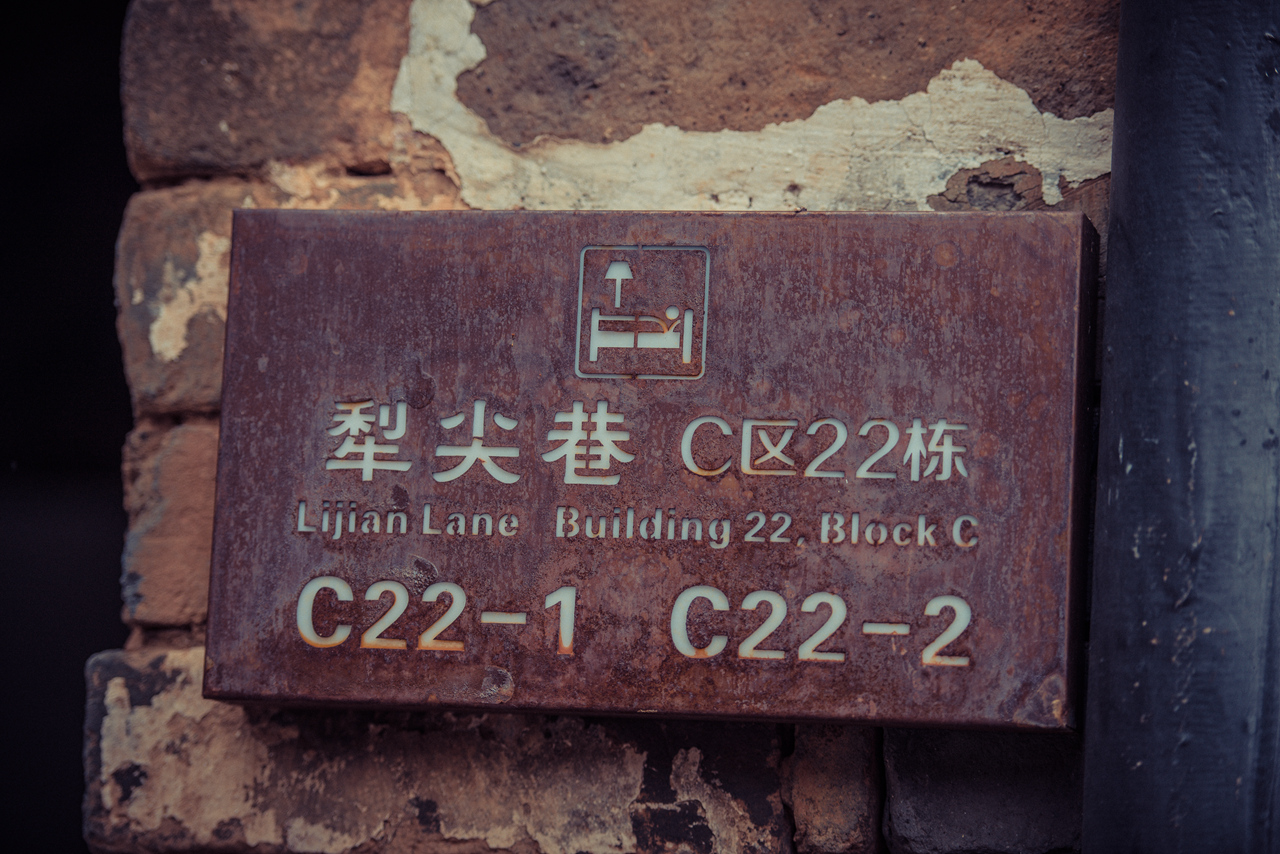 犁尖巷 C区22栋
Lijian Lane Building 22, Block C
C22-1 C22-2